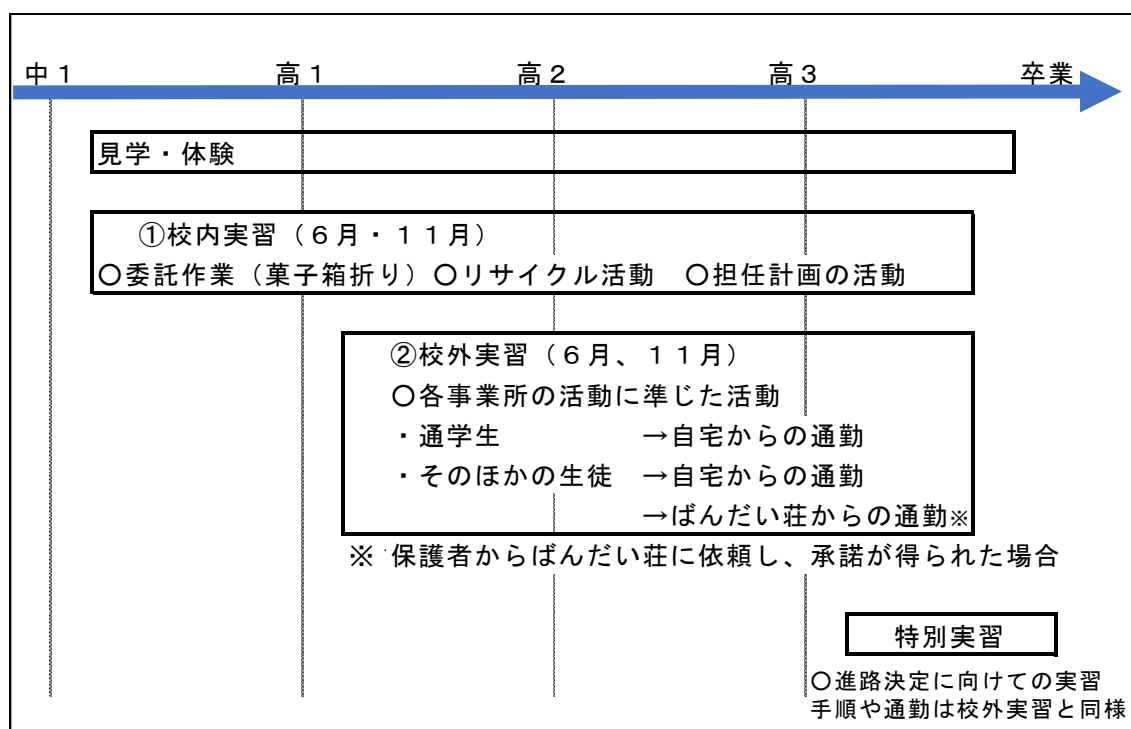 中１ 高１ 高２ 高３ 卒業
見学・体験
①校内実習（６月・１１月）
○委託作業（菓子箱折り）○リサイクル活動 ○担任計画の活動
②校外実習（６月、１１月）
○各事業所の活動に準じた活動
・通学生 →自宅からの通勤
・そのほかの生徒 →自宅からの通勤
→ばんだい荘からの通勤※
※ 保護者からばんだい荘に依頼し、承諾が得られた場合
特別実習
○進路決定に向けての実習
手順や通勤は校外実習と同様